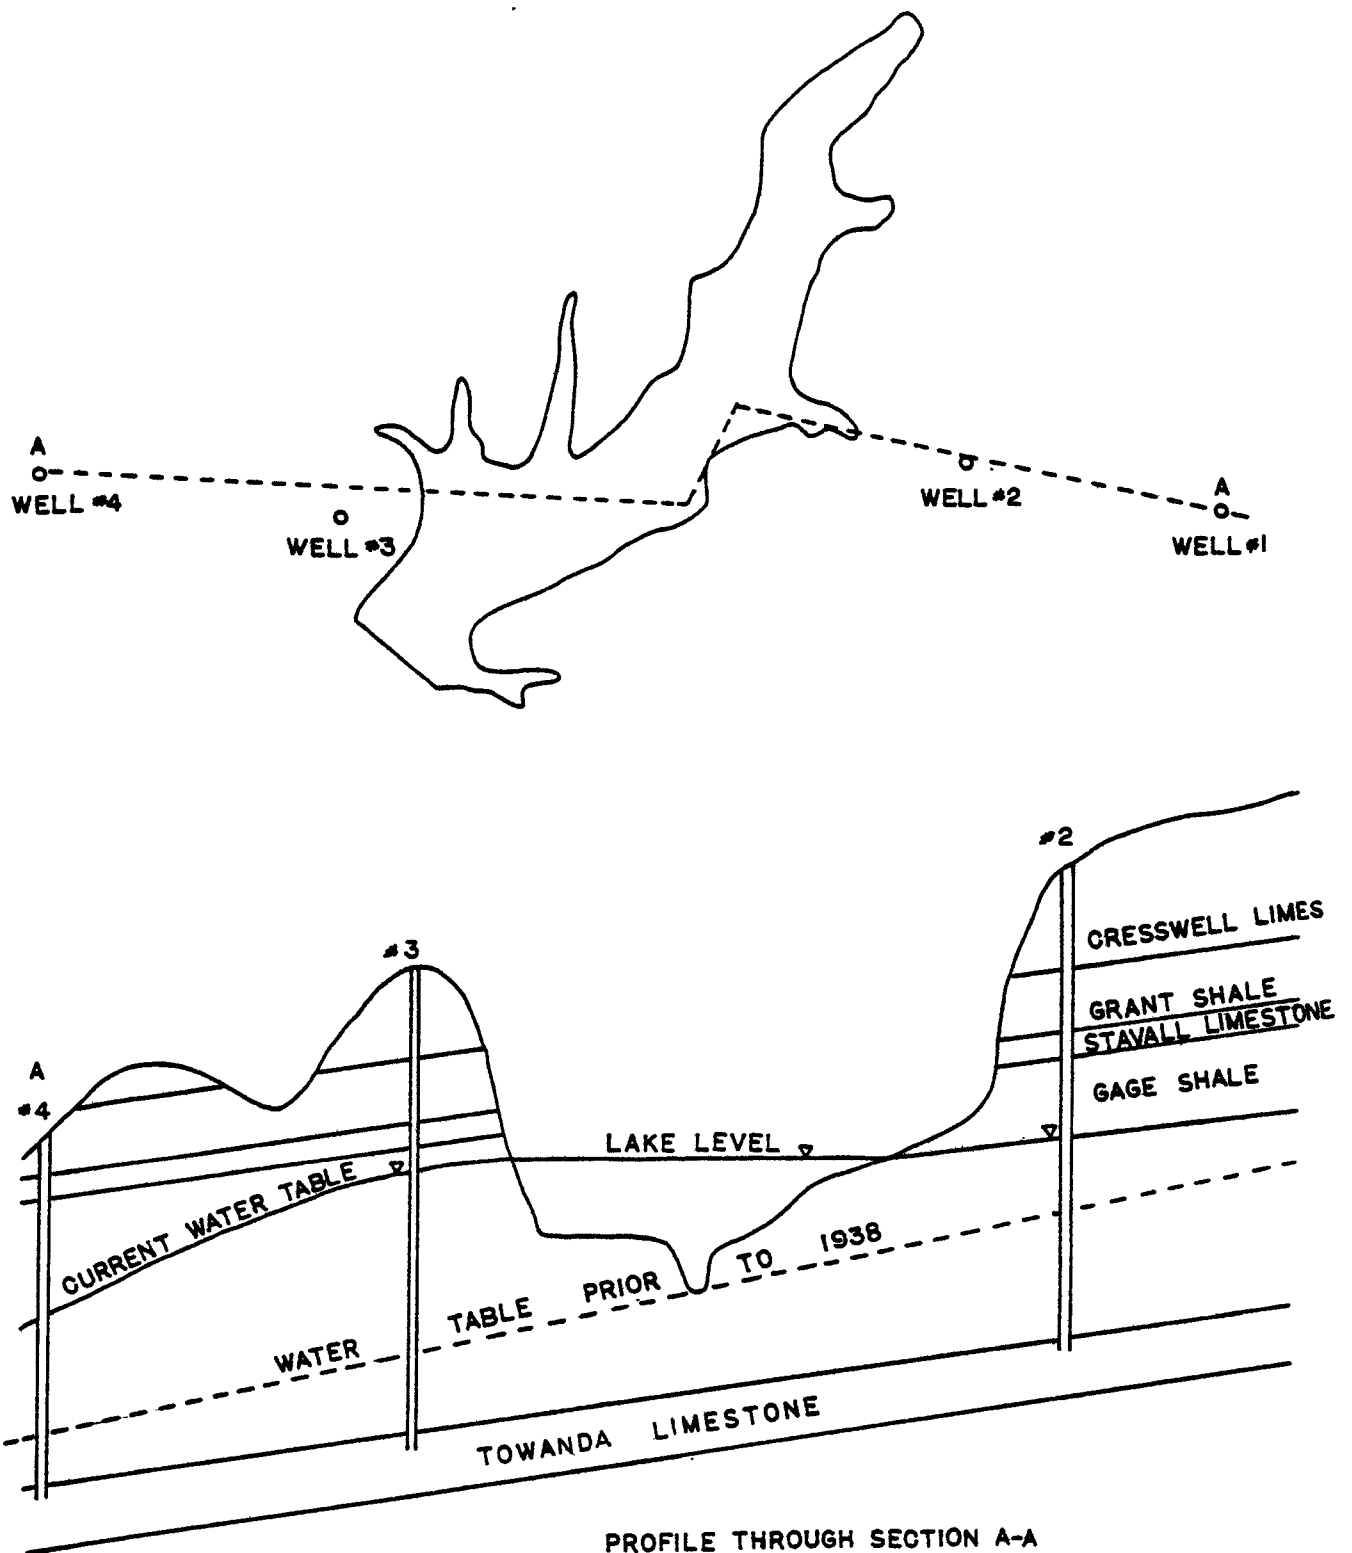 A
WELL #4
WELL #3
WELL #2
A
WELL #1
#2
CRESSWELL LIMES
GRANT SHALE
STAVALL LIMESTONE
GAGE SHALE
#3
A
#4
LAKE LEVEL
CURRENT WATER TABLE
WATER TABLE PRIOR TO 1938
TOWANDA LIMESTONE
PROFILE THROUGH SECTION A-A